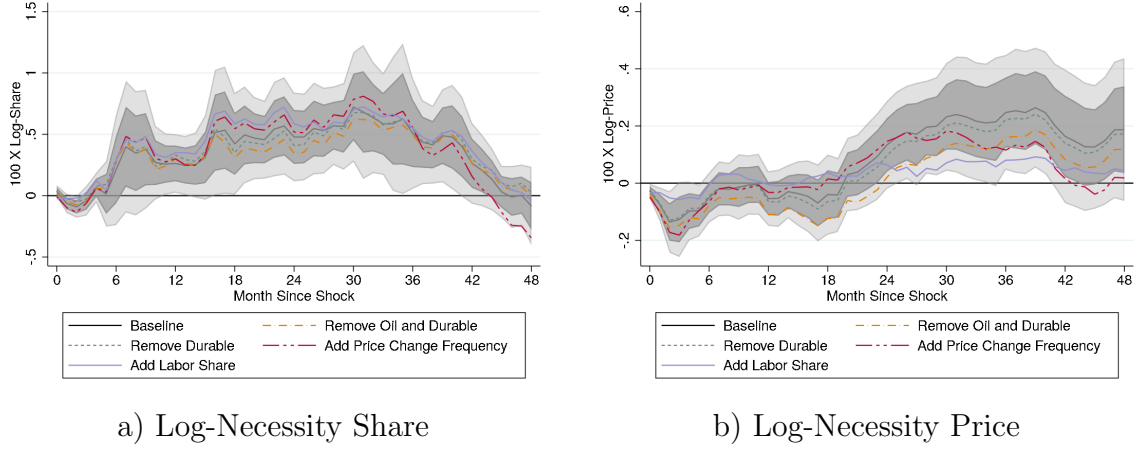 1.5
1
.5
0
-.5
100 X Log-Share
0 6 12 18 24 30 36 42 48
Month Since Shock
Baseline
Remove Oil and Durable
Remove Durable
Add Price Change Frequency
Add Labor Share
a) Log-Necessity Share
.6
.4
.2
0
-.2
100 X Log-Price
0 6 12 18 24 30 36 42 48
Month Since Shock
Baseline
Remove Oil and Durable
Remove Durable
Add Price Change Frequency
Add Labor Share
b) Log-Necessity Price